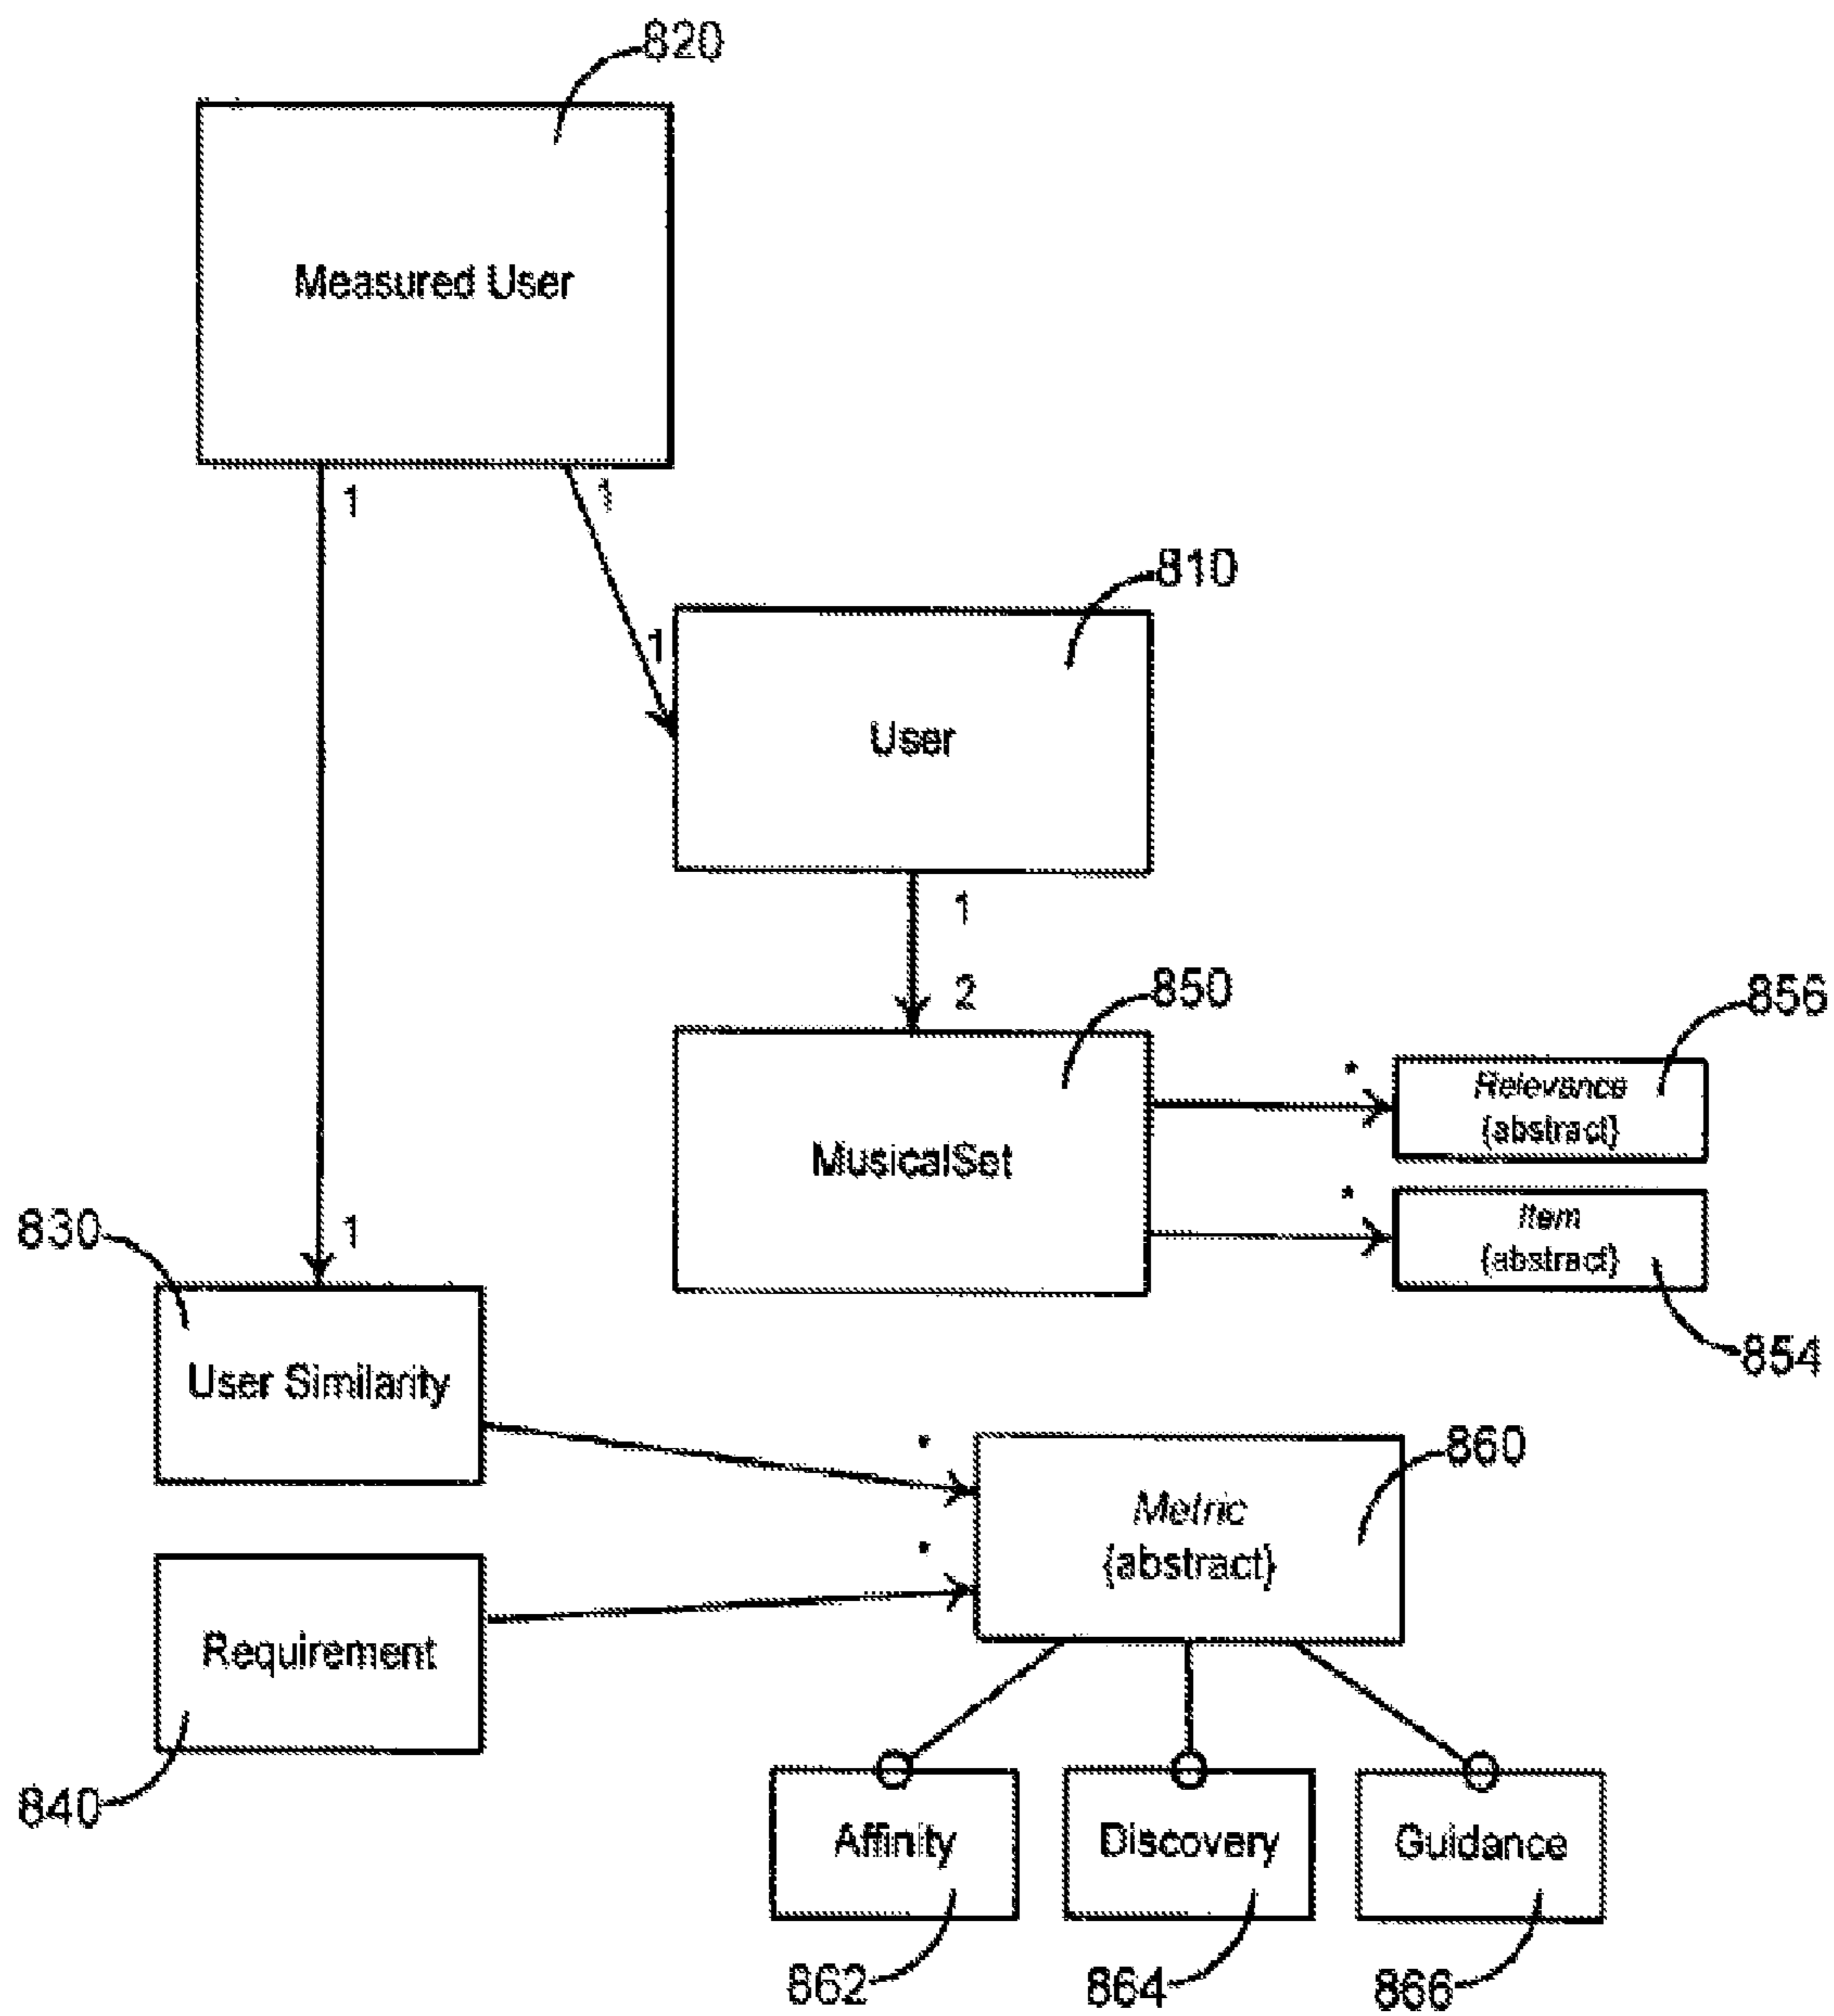 820
Measured User
1
1
810
1
User
1
2
850
856
*
Relevance
{abstract}
MusicalSet
*
Item
{abstract}
830
1
854
User Similarity
*
860
Metric
{abstract}
*
Requirement
840
Affinity
Discovery
Guidance
862
864
866